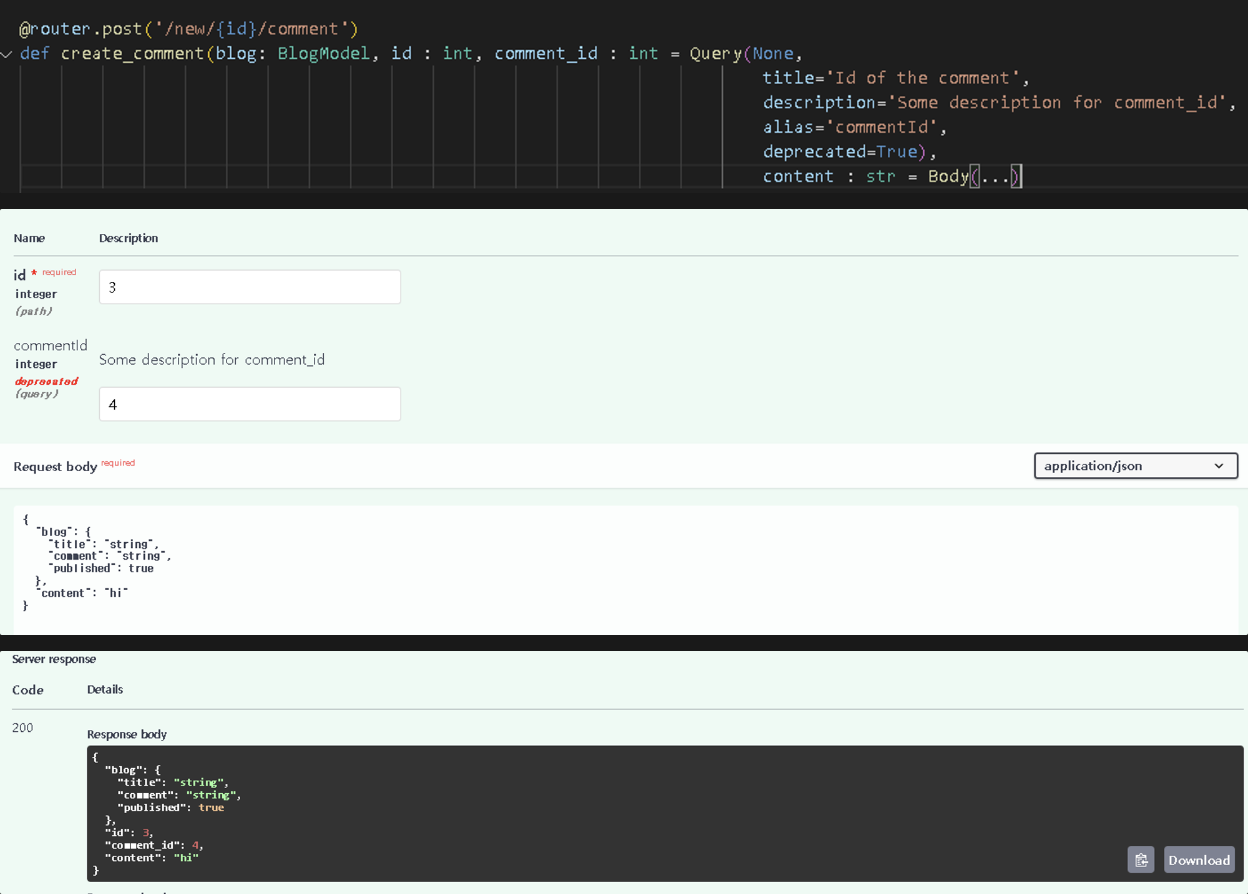 @router.post('/new/{id}/comment')
def create_comment(blog: BlogModel, id : int, comment_id : int = Query(None,
title='Id of the comment',
description='Some description for comment_id',
alias='commentId',
deprecated=True),
content : str = Body(...)
Name Description
id * required
3
integer
(path)
commentId
integer
Some description for comment_id
deprecated
(query)
4
Request body required
application/json
{
"blog": {
"title": "string",
"comment": "string",
"published": true
},
"content": "hi"
}
Server response
Code Details
200
Response body
{
"blog": {
"title": "string",
"comment": "string",
"published": true
},
"id": 3,
"comment_id": 4,
"content": "hi"
}
Download